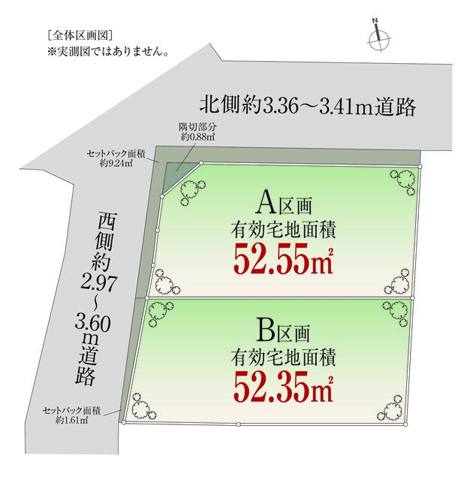 [全体区画図]
※実測図ではありません。
N
北側約3.36〜3.41m道路
隅切部分
約0.88㎡
セットバック面積
約9.24㎡
A区画
有効宅地面積
52.55㎡
西側約2.97〜3.60m道路
B区画
有効宅地面積
52.35㎡
セットバック面積
約1.61㎡